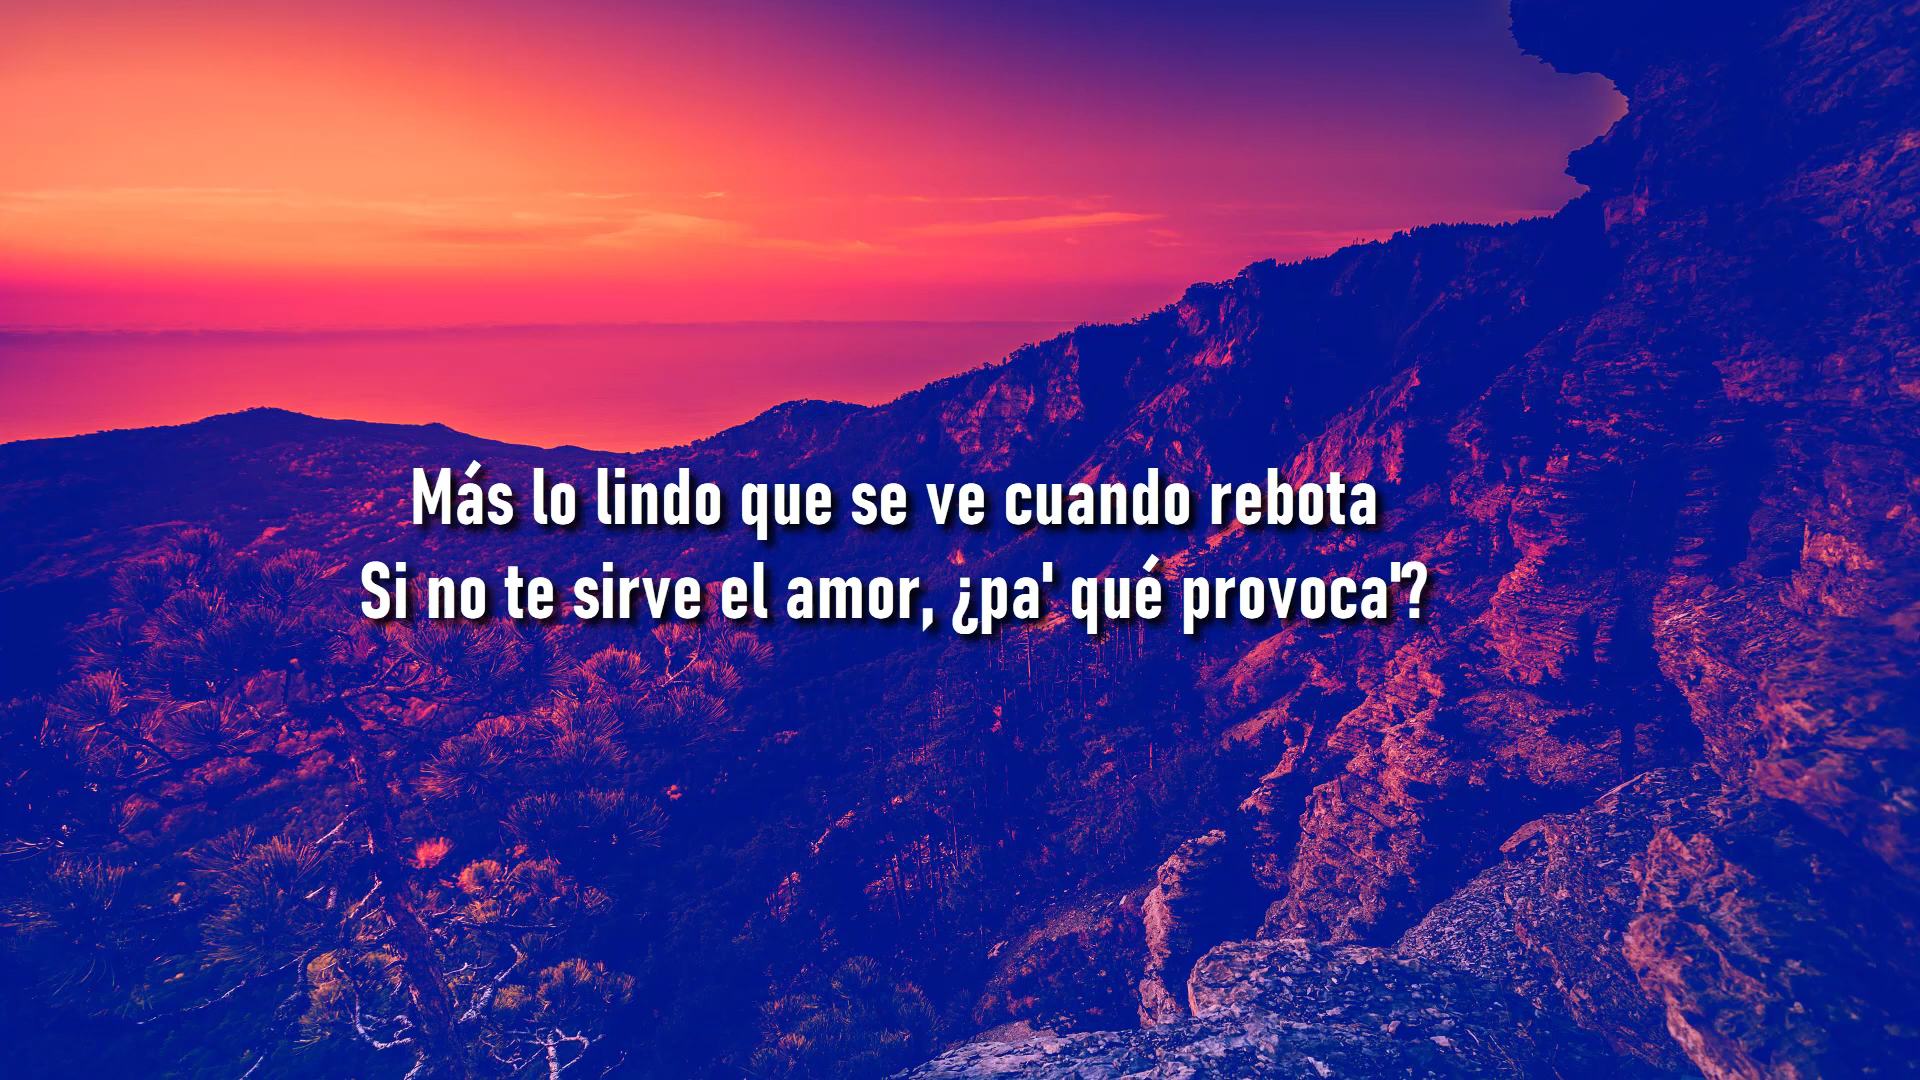 Más lo lindo que se ve cuando rebota
Si no te sirve el amor, ¿pa' qué provoca'?